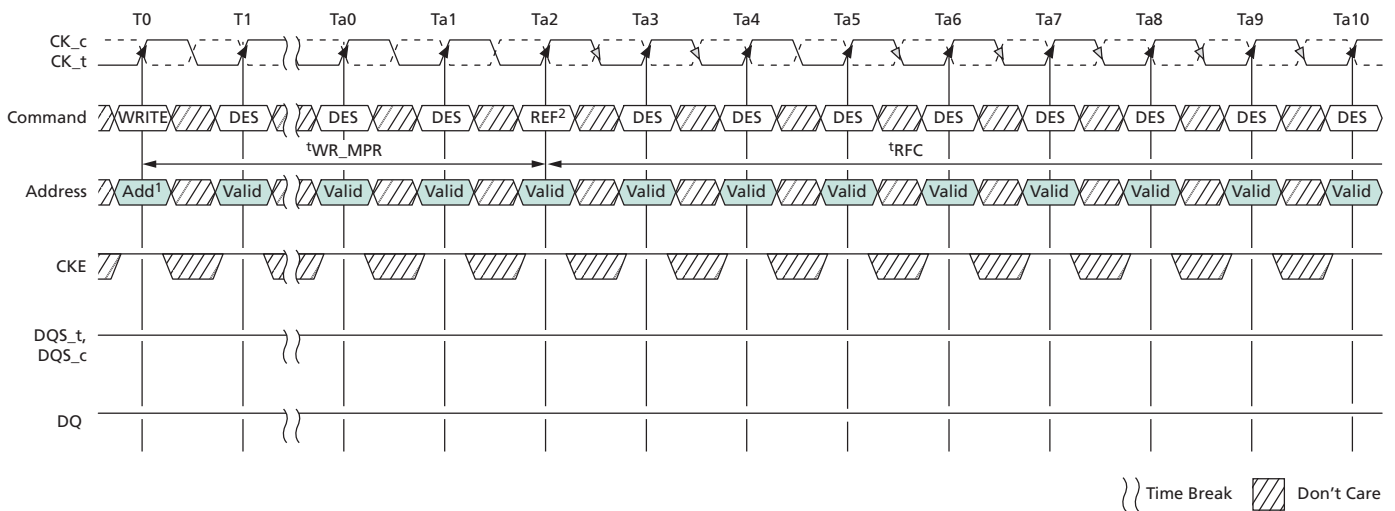 T0 T1 Ta0 Ta1 Ta2 Ta3 Ta4 Ta5 Ta6 Ta7 Ta8 Ta9 Ta10
CK_c
CK_t
Command WRITE DES DES DES REF2 DES DES DES DES DES DES DES DES
tWR_MPR tRFC
Address Add1 Valid Valid Valid Valid Valid Valid Valid Valid Valid Valid Valid Valid
CKE
DQS_t,
DQS_c
DQ
Time Break Don't Care